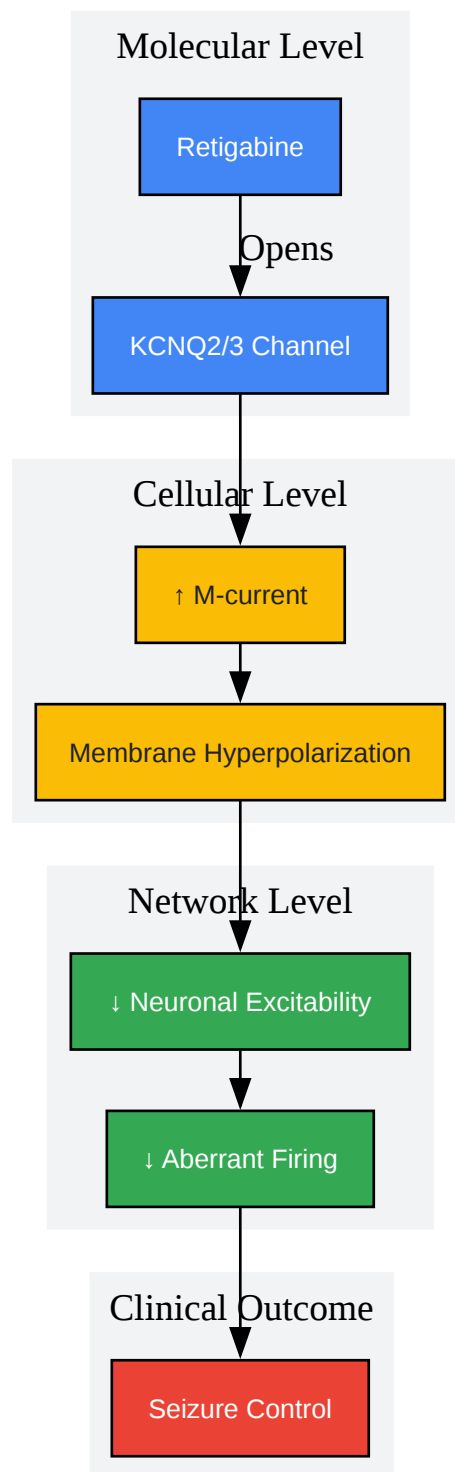 Molecular Level
Retigabine
Opens
KCNQ2/3 Channel
Cellular Level
↑ M-current
Membrane Hyperpolarization
Network Level
↓ Neuronal Excitability
↓ Aberrant Firing
Clinical Outcome
Seizure Control